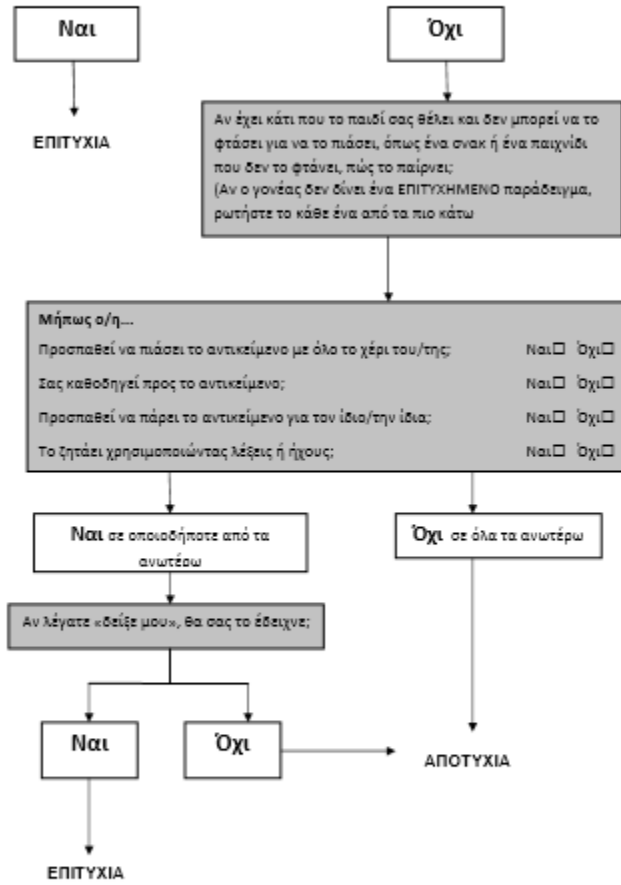 Ναι
Όχι
ΕΠΙΤΥΧΙΑ
Αν έχει κάτι που το παιδί σας θέλει και δεν μπορεί να το
φτάσει για να το πιάσει, όπως ένα σνακ ή ένα παιχνίδι
που δεν το φτάνει, πώς το παίρνει;
(Αν ο γονέας δεν δίνει ένα ΕΠΙΤΥΧΗΜΕΝΟ παράδειγμα,
ρωτήστε το κάθε ένα από τα πιο κάτω
Μήπως ο/η...
Προσπαθεί να πιάσει το αντικείμενο με όλο το χέρι του/της; Ναι☐ Όχι☐
Σας καθοδηγεί προς το αντικείμενο; Ναι☐ Όχι☐
Προσπαθεί να πάρει το αντικείμενο για τον ίδιο/την ίδια; Ναι☐ Όχι☐
Το ζητάει χρησιμοποιώντας λέξεις ή ήχους; Ναι☐ Όχι☐
Ναι σε οποιοδήποτε από τα
ανωτέρω
Όχι σε όλα τα ανωτέρω
Αν λέγατε «δείξε μου», θα σας το έδειχνε;
Ναι
Όχι
ΑΠΟΤΥΧΙΑ
ΕΠΙΤΥΧΙΑ